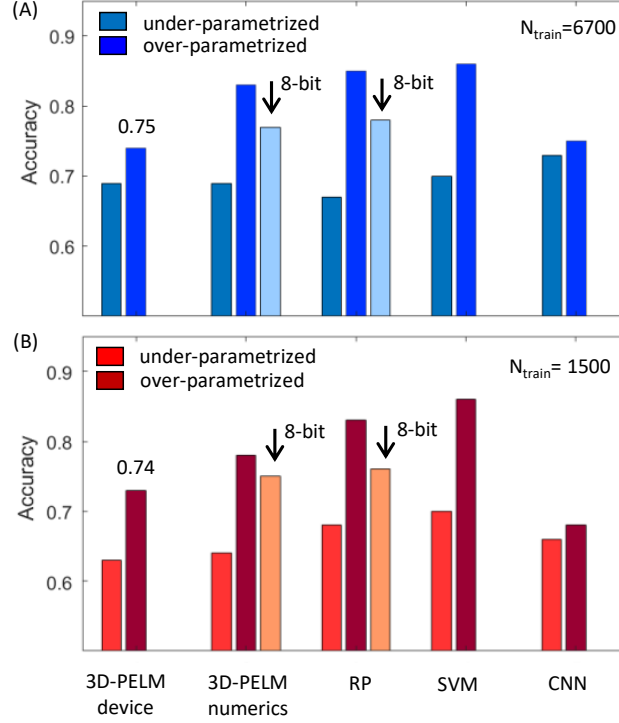 (A)
under-parametrized
over-parametrized
N_train=6700
0.9
0.8
0.7
0.6
Accuracy
0.75
8-bit
8-bit
(B)
under-parametrized
over-parametrized
N_train= 1500
0.9
0.8
0.7
0.6
Accuracy
0.74
8-bit
8-bit
3D-PELM
device
3D-PELM
numerics
RP
SVM
CNN